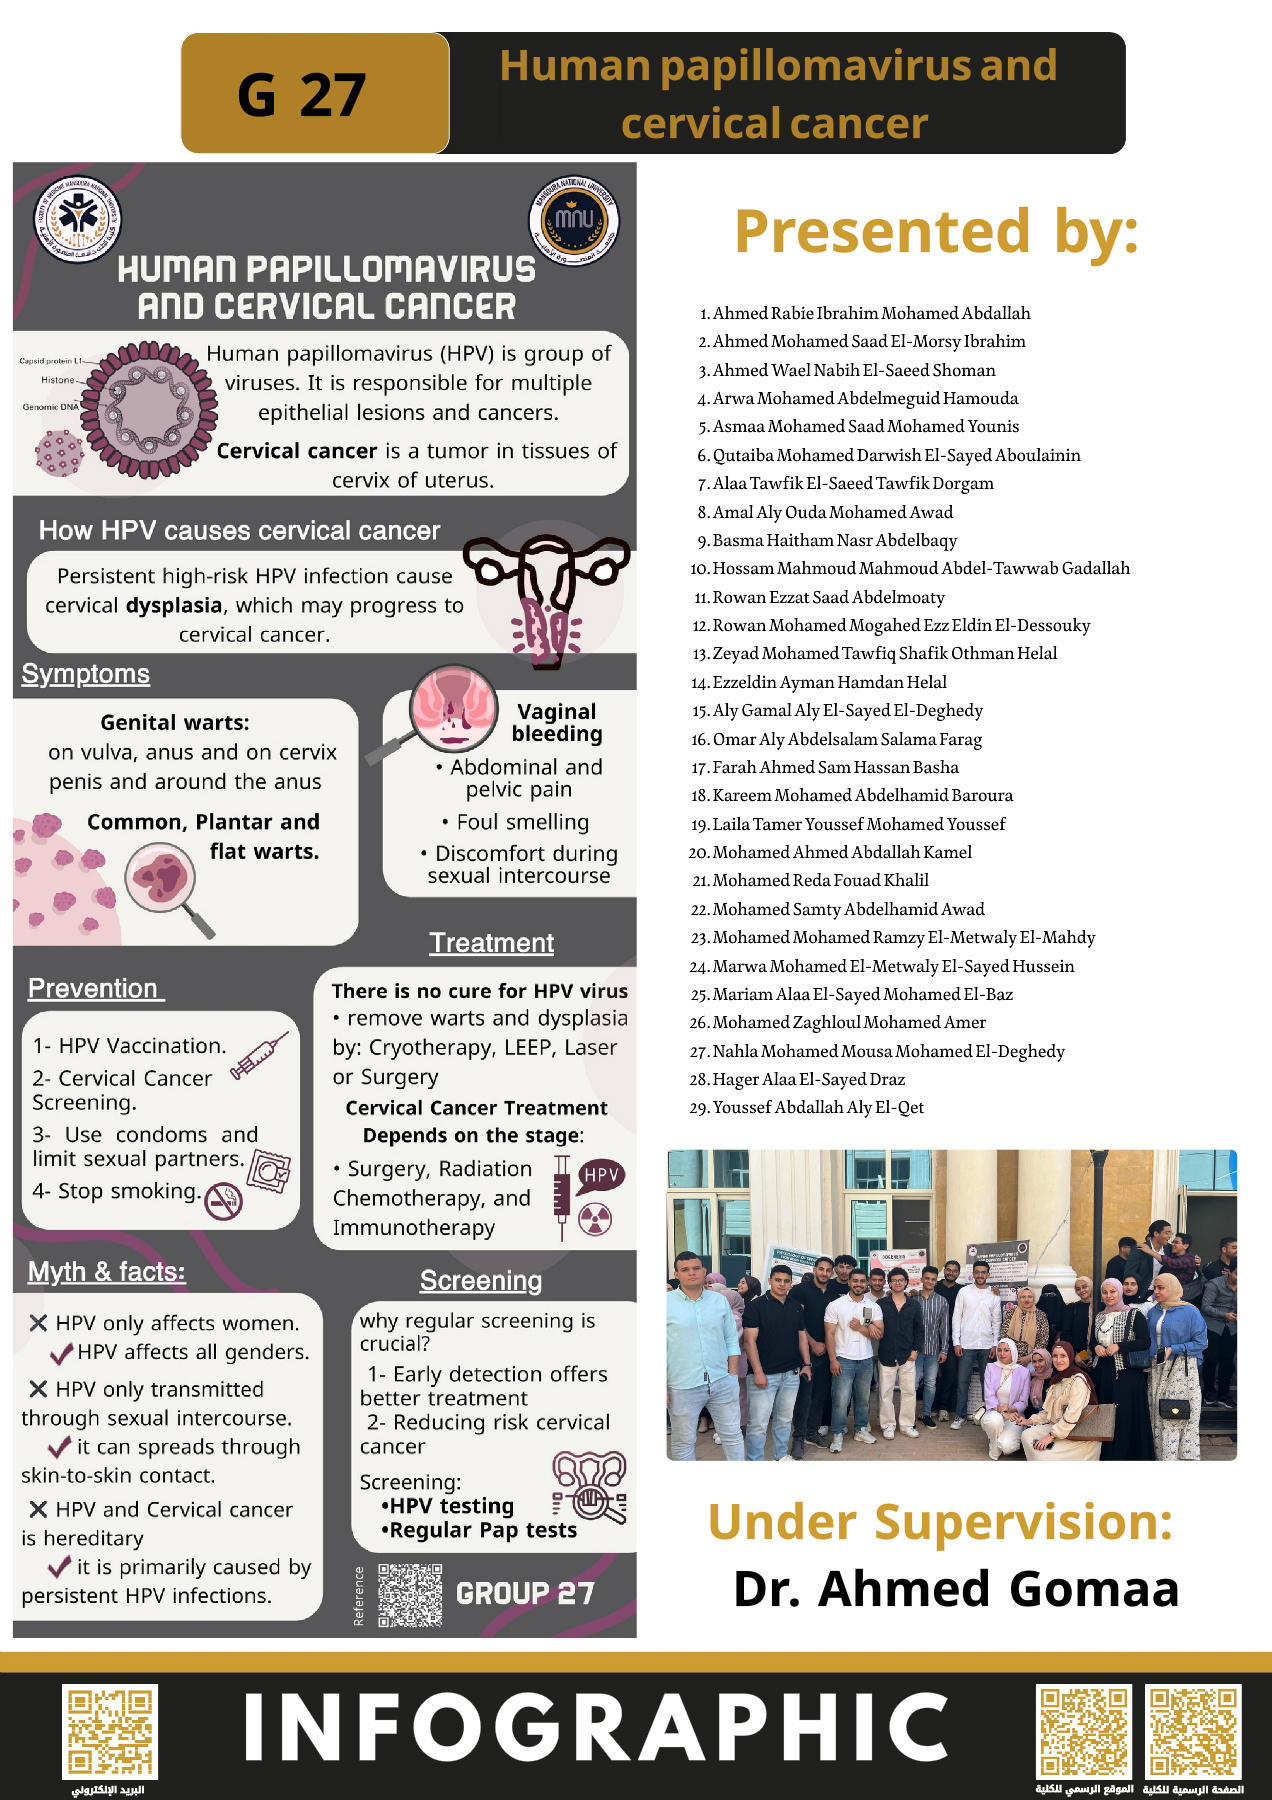 G 27
Human papillomavirus and
cervical cancer
MANSOURA NATIONAL UNIVERSITY
mnu
HUMAN PAPILLOMAVIRUS
AND CERVICAL CANCER
Capsid protein L1
Histone
Genomic DNA
Human papillomavirus (HPV) is group of
viruses. It is responsible for multiple
epithelial lesions and cancers.
Cervical cancer is a tumor in tissues of
cervix of uterus.
How HPV causes cervical cancer
Persistent high-risk HPV infection cause
cervical dysplasia, which may progress to
cervical cancer.
Symptoms
Genital warts:
on vulva, anus and on cervix
penis and around the anus
Common, Plantar and
flat warts.
Vaginal
bleeding
• Abdominal and
pelvic pain
• Foul smelling
• Discomfort during
sexual intercourse
Prevention
1- HPV Vaccination.
2- Cervical Cancer
Screening.
3- Use condoms and
limit sexual partners.
4- Stop smoking.
Treatment
There is no cure for HPV virus
• remove warts and dysplasia
by: Cryotherapy, LEEP, Laser
or Surgery
Cervical Cancer Treatment
Depends on the stage:
• Surgery, Radiation
Chemotherapy, and
Immunotherapy
HPV
Myth & facts:
HPV only affects women.
HPV affects all genders.
HPV only transmitted
through sexual intercourse.
it can spreads through
skin-to-skin contact.
HPV and Cervical cancer
is hereditary
it is primarily caused by
persistent HPV infections.
Screening
why regular screening is
crucial?
1- Early detection offers
better treatment
2- Reducing risk cervical
cancer
Screening:
•HPV testing
•Regular Pap tests
Reference
GROUP 27
Presented by:
1. Ahmed Rabie Ibrahim Mohamed Abdallah
2. Ahmed Mohamed Saad El-Morsy Ibrahim
3. Ahmed Wael Nabih El-Saeed Shoman
4. Arwa Mohamed Abdelmeguid Hamouda
5. Asmaa Mohamed Saad Mohamed Younis
6. Qutaiba Mohamed Darwish El-Sayed Aboulainin
7. Alaa Tawfik El-Saeed Tawfik Dorgam
8. Amal Aly Ouda Mohamed Awad
9. Basma Haitham Nasr Abdelbaqy
10. Hossam Mahmoud Mahmoud Abdel-Tawwab Gadallah
11. Rowan Ezzat Saad Abdelmoaty
12. Rowan Mohamed Mogahed Ezz Eldin El-Dessouky
13. Zeyad Mohamed Tawfiq Shafik Othman Helal
14. Ezzeldin Ayman Hamdan Helal
15. Aly Gamal Aly El-Sayed El-Deghedy
16. Omar Aly Abdelsalam Salama Farag
17. Farah Ahmed Sam Hassan Basha
18. Kareem Mohamed Abdelhamid Baroura
19. Laila Tamer Youssef Mohamed Youssef
20. Mohamed Ahmed Abdallah Kamel
21. Mohamed Reda Fouad Khalil
22. Mohamed Samty Abdelhamid Awad
23. Mohamed Mohamed Ramzy El-Metwaly El-Mahdy
24. Marwa Mohamed El-Metwaly El-Sayed Hussein
25. Mariam Alaa El-Sayed Mohamed El-Baz
26. Mohamed Zaghloul Mohamed Amer
27. Nahla Mohamed Mousa Mohamed El-Deghedy
28. Hager Alaa El-Sayed Draz
29. Youssef Abdallah Aly El-Qet
Under Supervision:
Dr. Ahmed Gomaa
INFOGRAPHIC
البريد الإلكتروني
الموقع الرسمي للكلية
الصفحة الرسمية للكلية